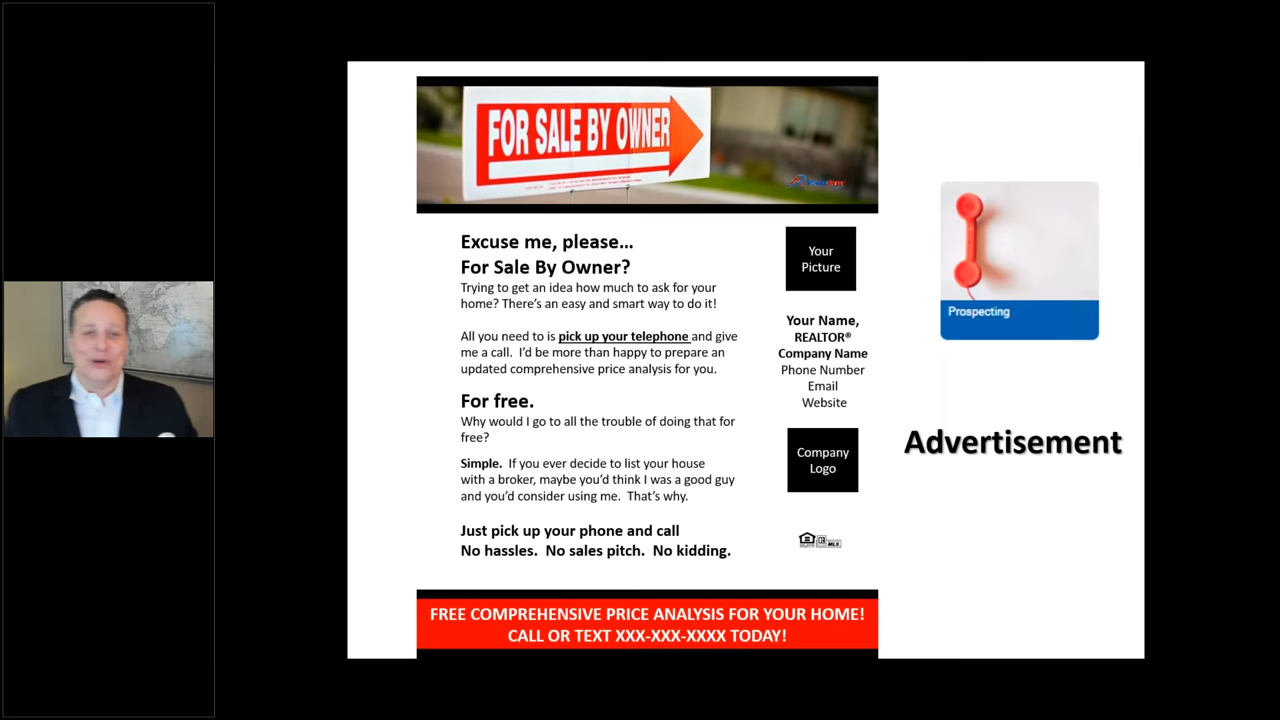 FOR SALE BY OWNER
Excuse me, please...
For Sale By Owner?
Trying to get an idea how much to ask for your
home? There's an easy and smart way to do it!
All you need to is pick up your telephone and give
me a call. I'd be more than happy to prepare an
updated comprehensive price analysis for you.
For free.
Why would I go to all the trouble of doing that for
free?
Simple. If you ever decide to list your house
with a broker, maybe you'd think I was a good guy
and you'd consider using me. That's why.
Just pick up your phone and call
No hassles. No sales pitch. No kidding.
Your
Picture
Your Name,
REALTOR®
Company Name
Phone Number
Email
Website
Company
Logo
MLS
FREE COMPREHENSIVE PRICE ANALYSIS FOR YOUR HOME!
CALL OR TEXT XXX-XXX-XXXX TODAY!
Prospecting
Advertisement